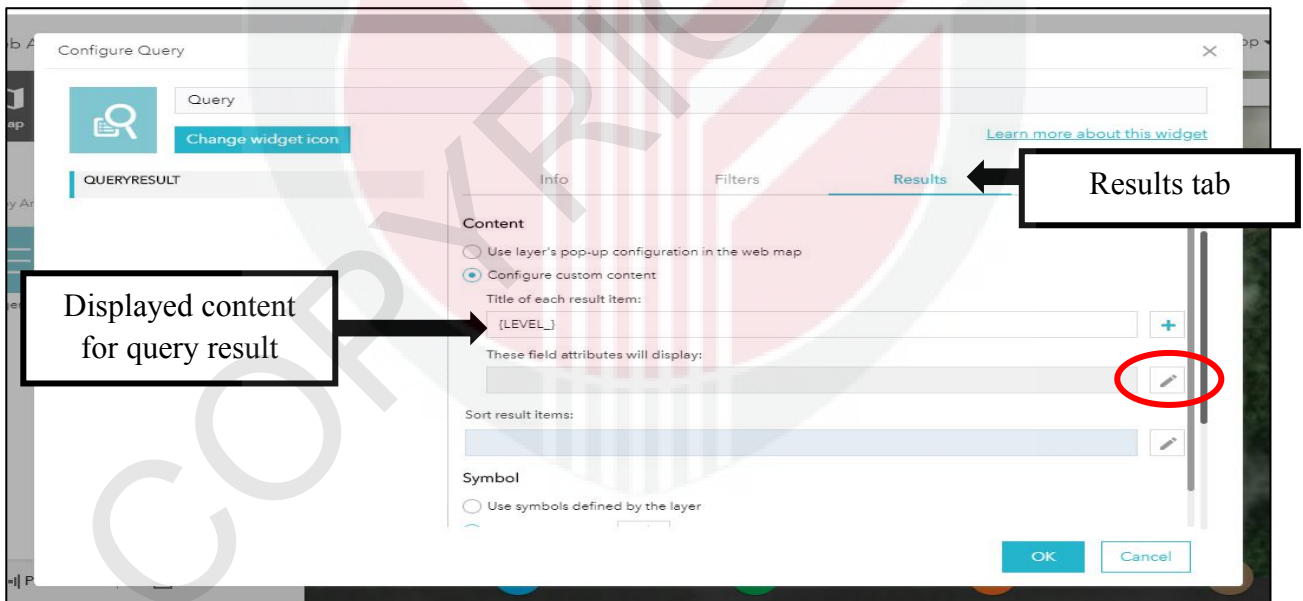 Configure Query
Query
Change widget icon
Learn more about this widget
QUERYRESULT
Info
Filters
Results
Results tab
Content
Use layer's pop-up configuration in the web map
Configure custom content
Title of each result item:
{LEVEL_}
Displayed content
for query result
These field attributes will display:
Sort result items:
Symbol
Use symbols defined by the layer
OK
Cancel